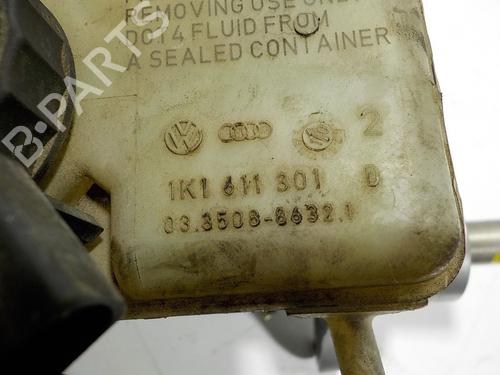 REMOVING USE ONLY
DOT 4 FLUID FROM
A SEALED CONTAINER
2
1K1 611 301 D
03.3508-8632.1
B-PARTS